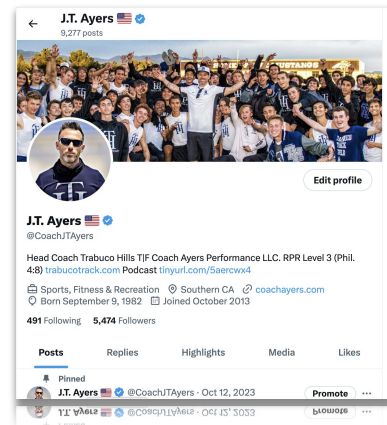 J.T. Ayers
9,277 posts
MUSTANGS
Edit profile
J.T. Ayers
@CoachJTAyers
Head Coach Trabuco Hills T|F Coach Ayers Performance LLC. RPR Level 3 (Phil.
4:8) trabucotrack.com Podcast tinyurl.com/5aercwx4
Sports, Fitness & Recreation Southern CA coachayers.com
Born September 9, 1982 Joined October 2013
491 Following 5,474 Followers
Posts Replies Highlights Media Likes
Pinned
J.T. Ayers @CoachJTAyers · Oct 12, 2023 Promote ...